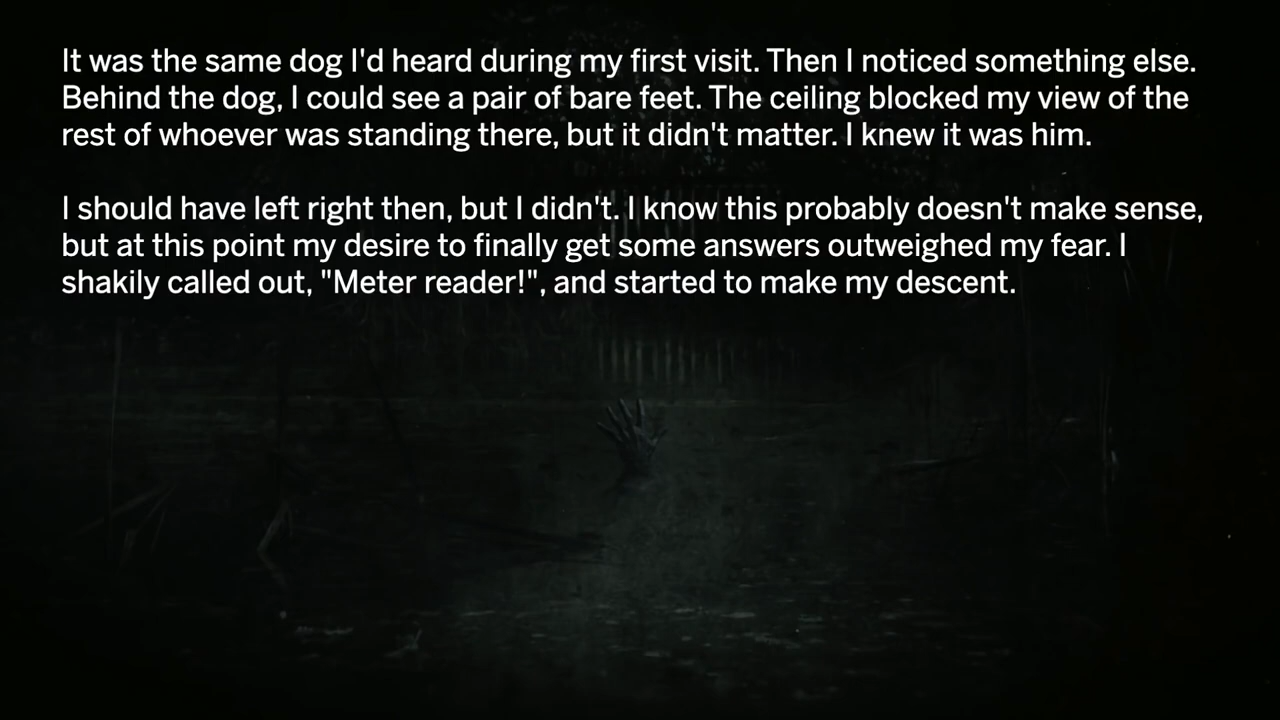 It was the same dog I'd heard during my first visit. Then I noticed something else.
Behind the dog, I could see a pair of bare feet. The ceiling blocked my view of the
rest of whoever was standing there, but it didn't matter. I knew it was him.
I should have left right then, but I didn't. I know this probably doesn't make sense,
but at this point my desire to finally get some answers outweighed my fear. I
shakily called out, "Meter reader!", and started to make my descent.